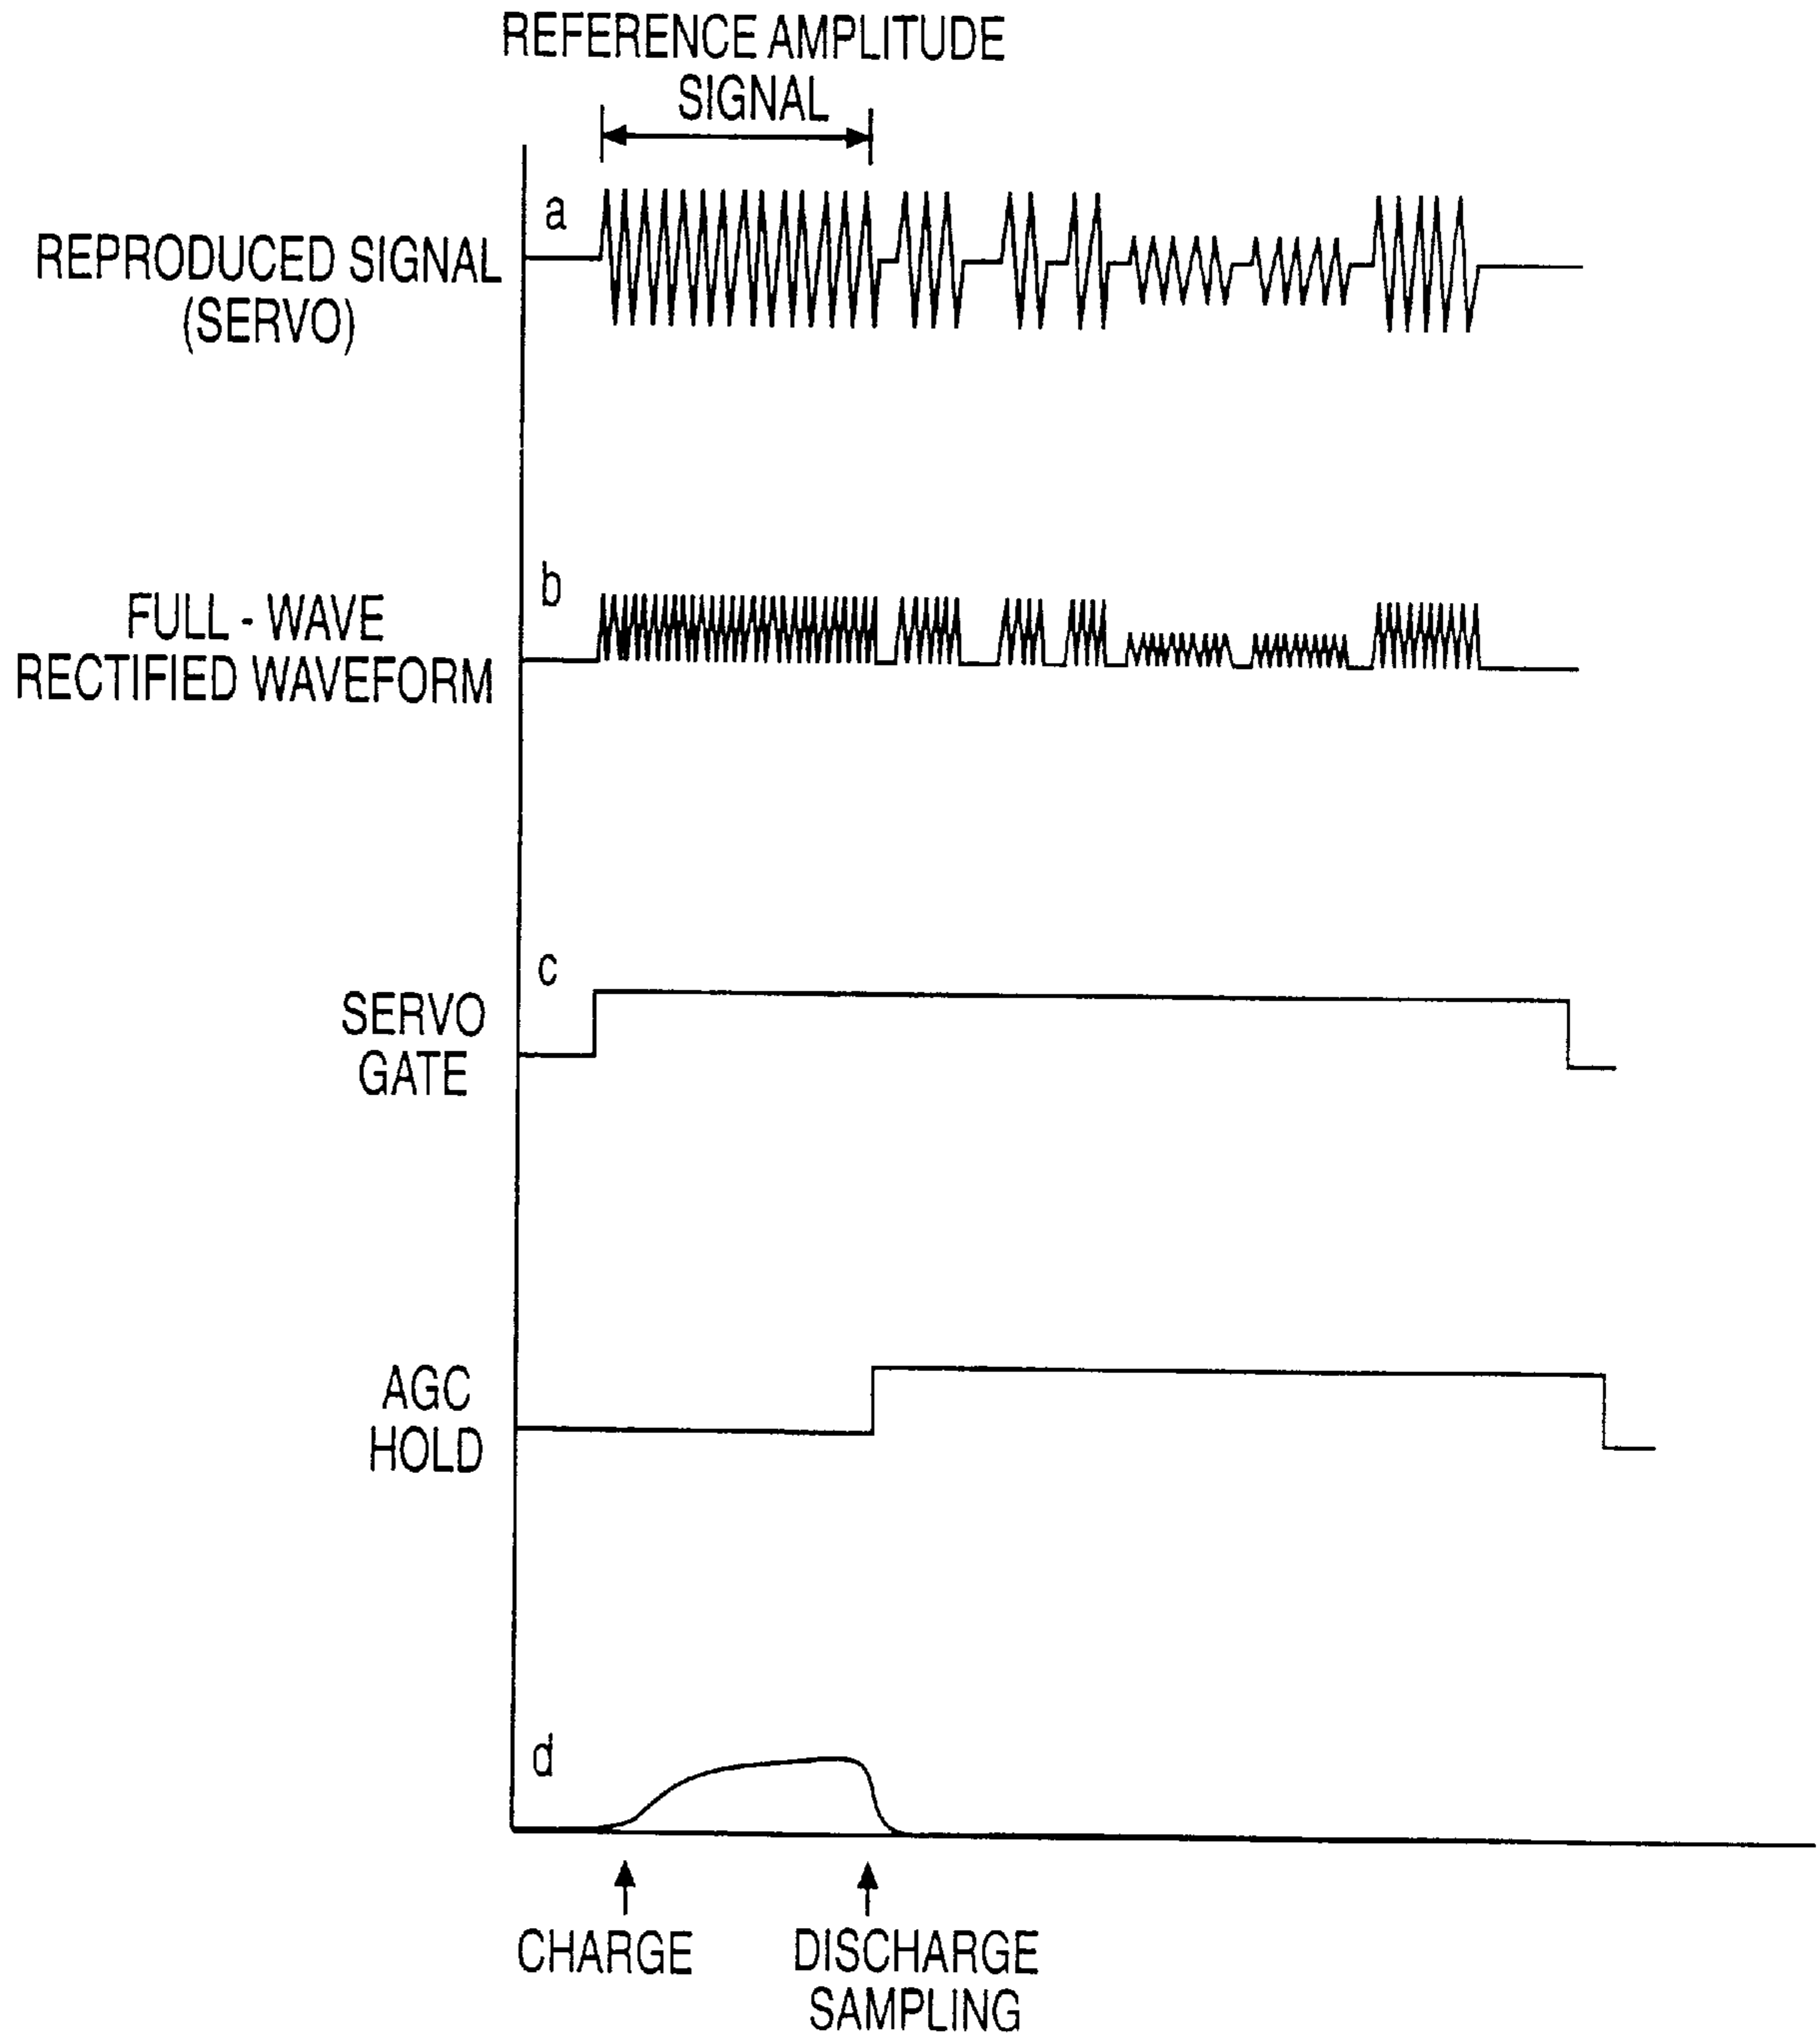 REFERENCE AMPLITUDE
SIGNAL
a
REPRODUCED SIGNAL
(SERVO)
b
FULL - WAVE
RECTIFIED WAVEFORM
c
SERVO
GATE
AGC
HOLD
d
CHARGE
DISCHARGE
SAMPLING